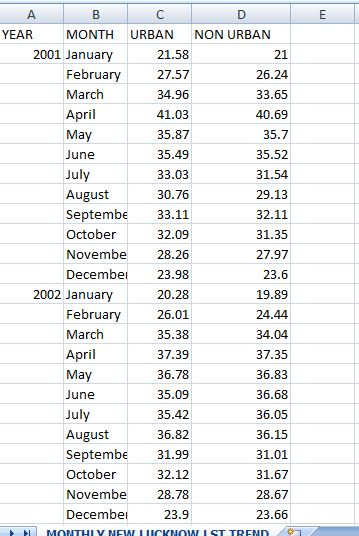 A B C D E
YEAR MONTH URBAN NON URBAN
2001 January 21.58 21
February 27.57 26.24
March 34.96 33.65
April 41.03 40.69
May 35.87 35.7
June 35.49 35.52
July 33.03 31.54
August 30.76 29.13
Septembe 33.11 32.11
October 32.09 31.35
Novembe 28.26 27.97
December 23.98 23.6
2002 January 20.28 19.89
February 26.01 24.44
March 35.38 34.04
April 37.39 37.35
May 36.78 36.83
June 35.09 36.68
July 35.42 36.05
August 36.82 36.15
Septembe 31.99 31.01
October 32.12 31.67
Novembe 28.78 28.67
December 23.9 23.66
MONTHLY NEW LUCKNOW LST TREND